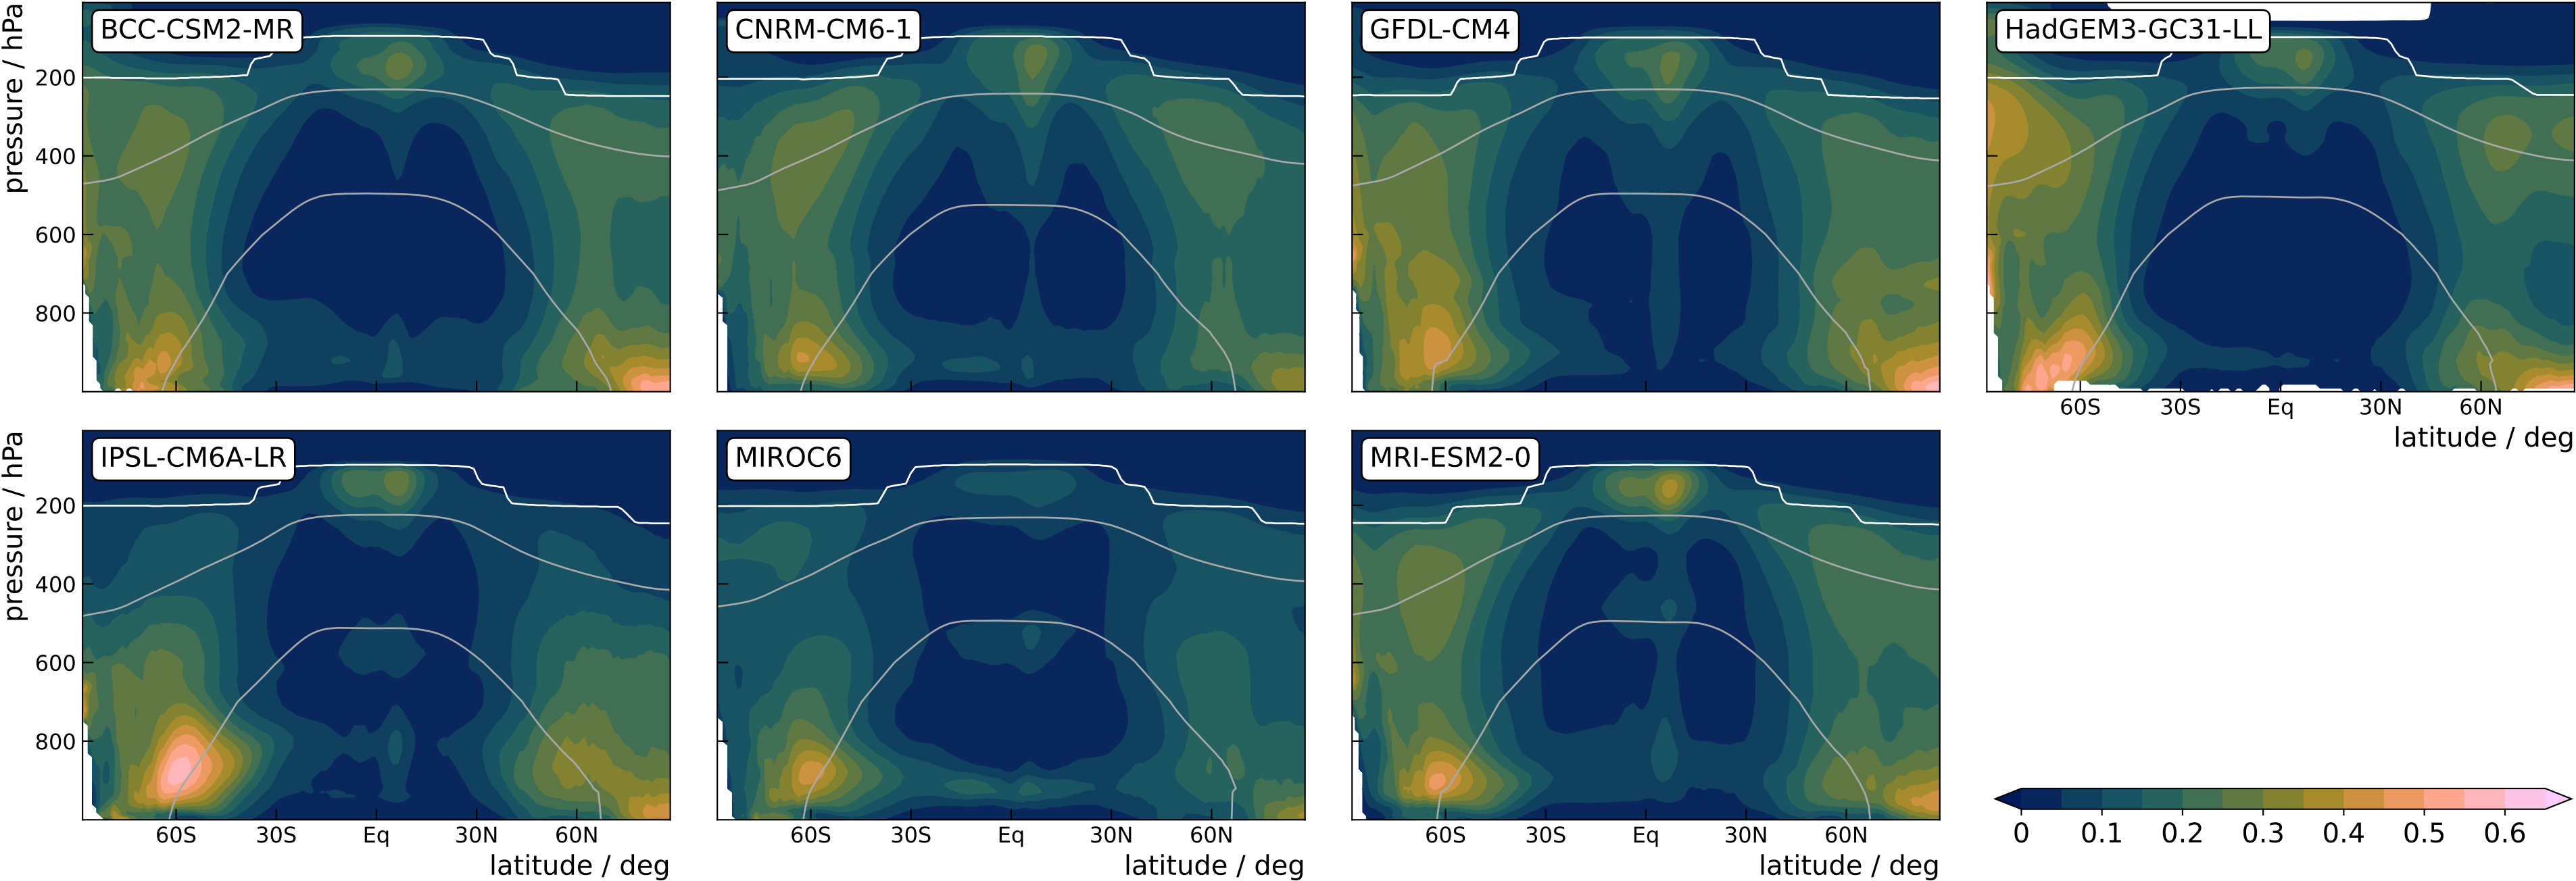 BCC-CSM2-MR
CNRM-CM6-1
GFDL-CM4
HadGEM3-GC31-LL
pressure / hPa
200
400
600
800
60S 30S Eq 30N 60N
latitude / deg
IPSL-CM6A-LR
MIROC6
MRI-ESM2-0
pressure / hPa
200
400
600
800
60S 30S Eq 30N 60N
latitude / deg
60S 30S Eq 30N 60N
latitude / deg
60S 30S Eq 30N 60N
latitude / deg
0 0.1 0.2 0.3 0.4 0.5 0.6